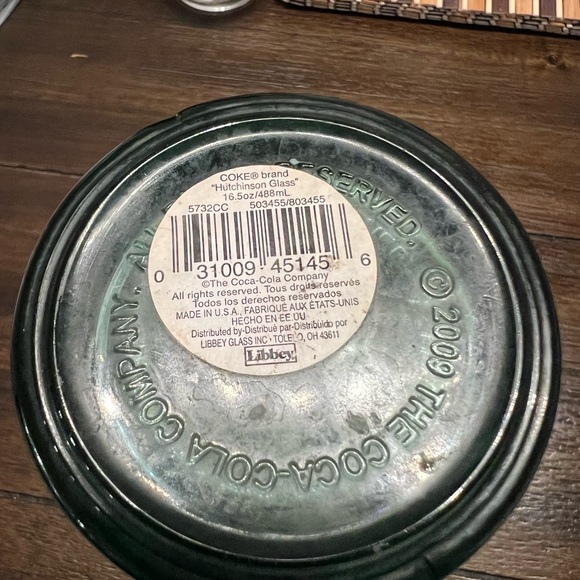 COKE® brand
"Hutchinson Glass"
16.5oz/488mL
5732CC 503455/803455
0 31009 45145 6
©The Coca-Cola Company
All rights reserved. Tous droits réservés
Todos los derechos reservados
MADE IN U.S.A., FABRIQUÉ AUX ÉTATS-UNIS
HECHO EN EE.UU
Distributed by-Distribué par-Distribuido por
LIBBEY GLASS INC • TOLEDO, OH 43611
Libbey
© 2009 THE COCA-COLA COMPANY. RESERVED.